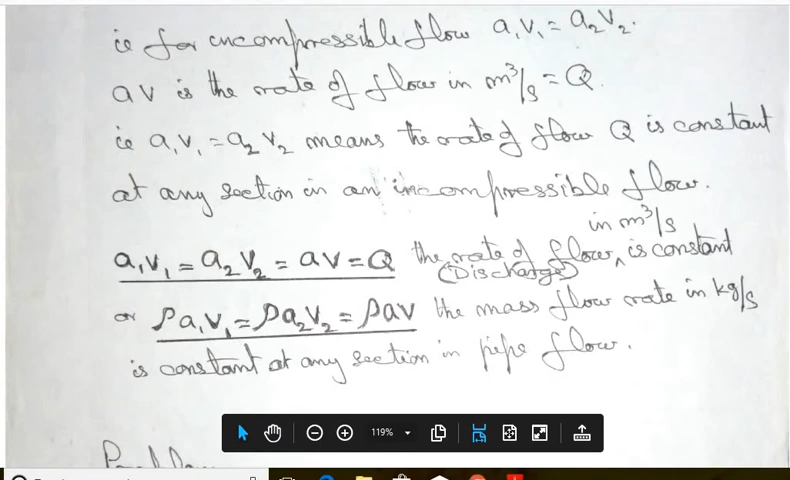 ie for incompressible flow a₁v₁ = a₂v₂.
av is the rate of flow in m³/s = Q.
ie a₁v₁ = a₂v₂ means the rate of flow Q is constant
at any section in an incompressible flow.
in m³/s
a₁v₁ = a₂v₂ = av = Q the rate of flow ^ is constant
(Discharge)
or ρa₁v₁ = ρa₂v₂ = ρav the mass flow rate in kg/s
is constant at any section in pipe flow.
119%